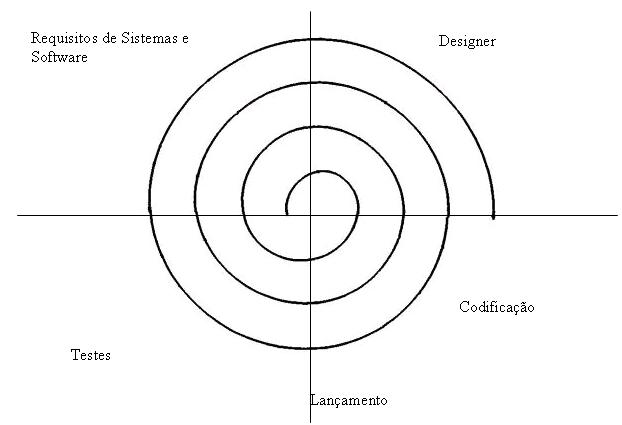 Requisitos de Sistemas e
Software
Designer
Codificação
Testes
Lançamento